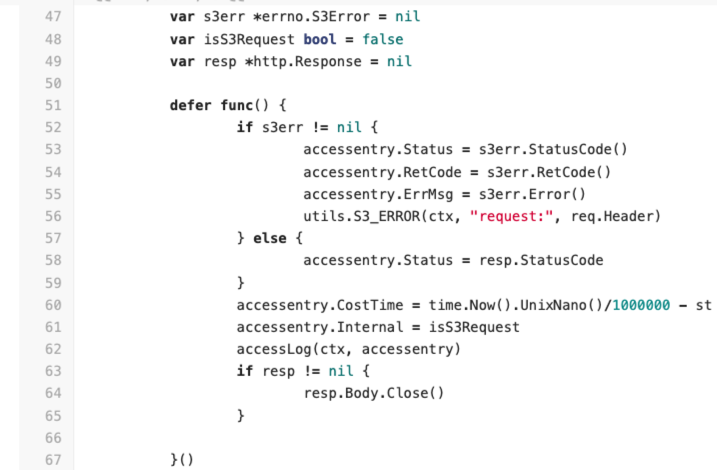 47 var s3err *errno.S3Error = nil
48 var isS3Request bool = false
49 var resp *http.Response = nil
50
51 defer func() {
52 if s3err != nil {
53 accessentry.Status = s3err.StatusCode()
54 accessentry.RetCode = s3err.RetCode()
55 accessentry.ErrMsg = s3err.Error()
56 utils.S3_ERROR(ctx, "request:", req.Header)
57 } else {
58 accessentry.Status = resp.StatusCode
59 }
60 accessentry.CostTime = time.Now().UnixNano()/1000000 - st
61 accessentry.Internal = isS3Request
62 accessLog(ctx, accessentry)
63 if resp != nil {
64 resp.Body.Close()
65 }
66
67 }()